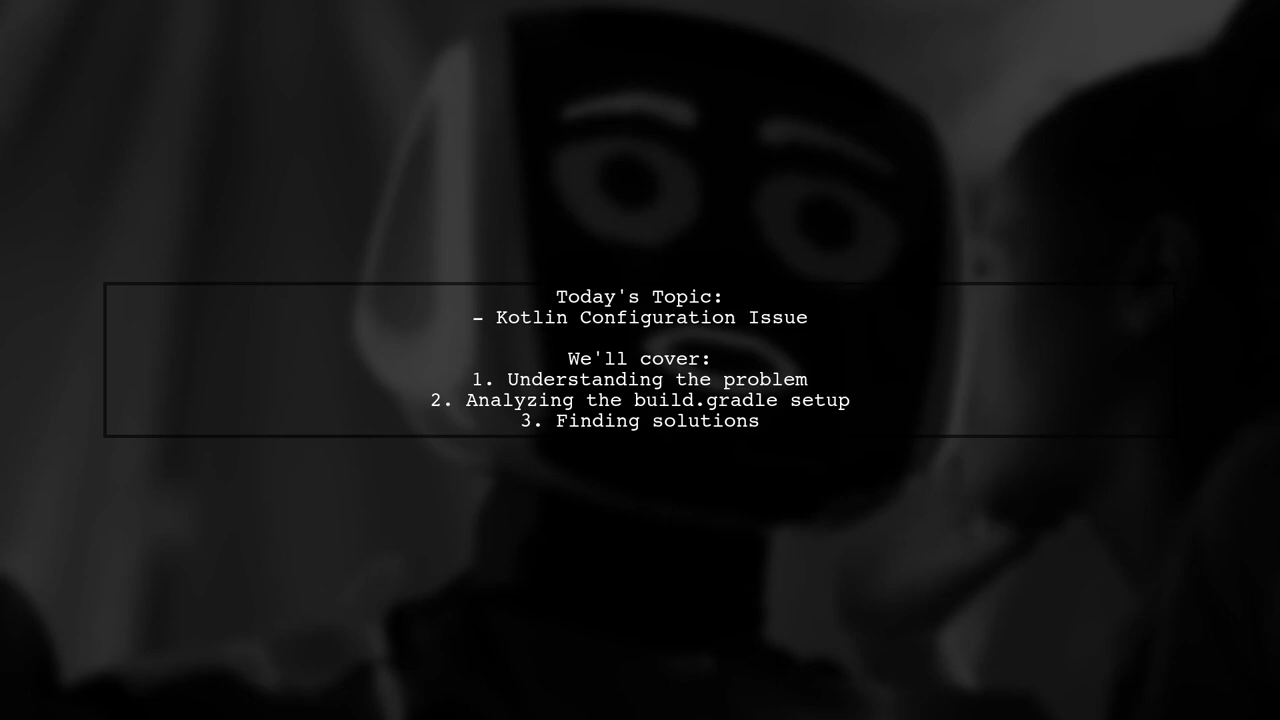 Today's Topic:
- Kotlin Configuration Issue
We'll cover:
1. Understanding the problem
2. Analyzing the build.gradle setup
3. Finding solutions